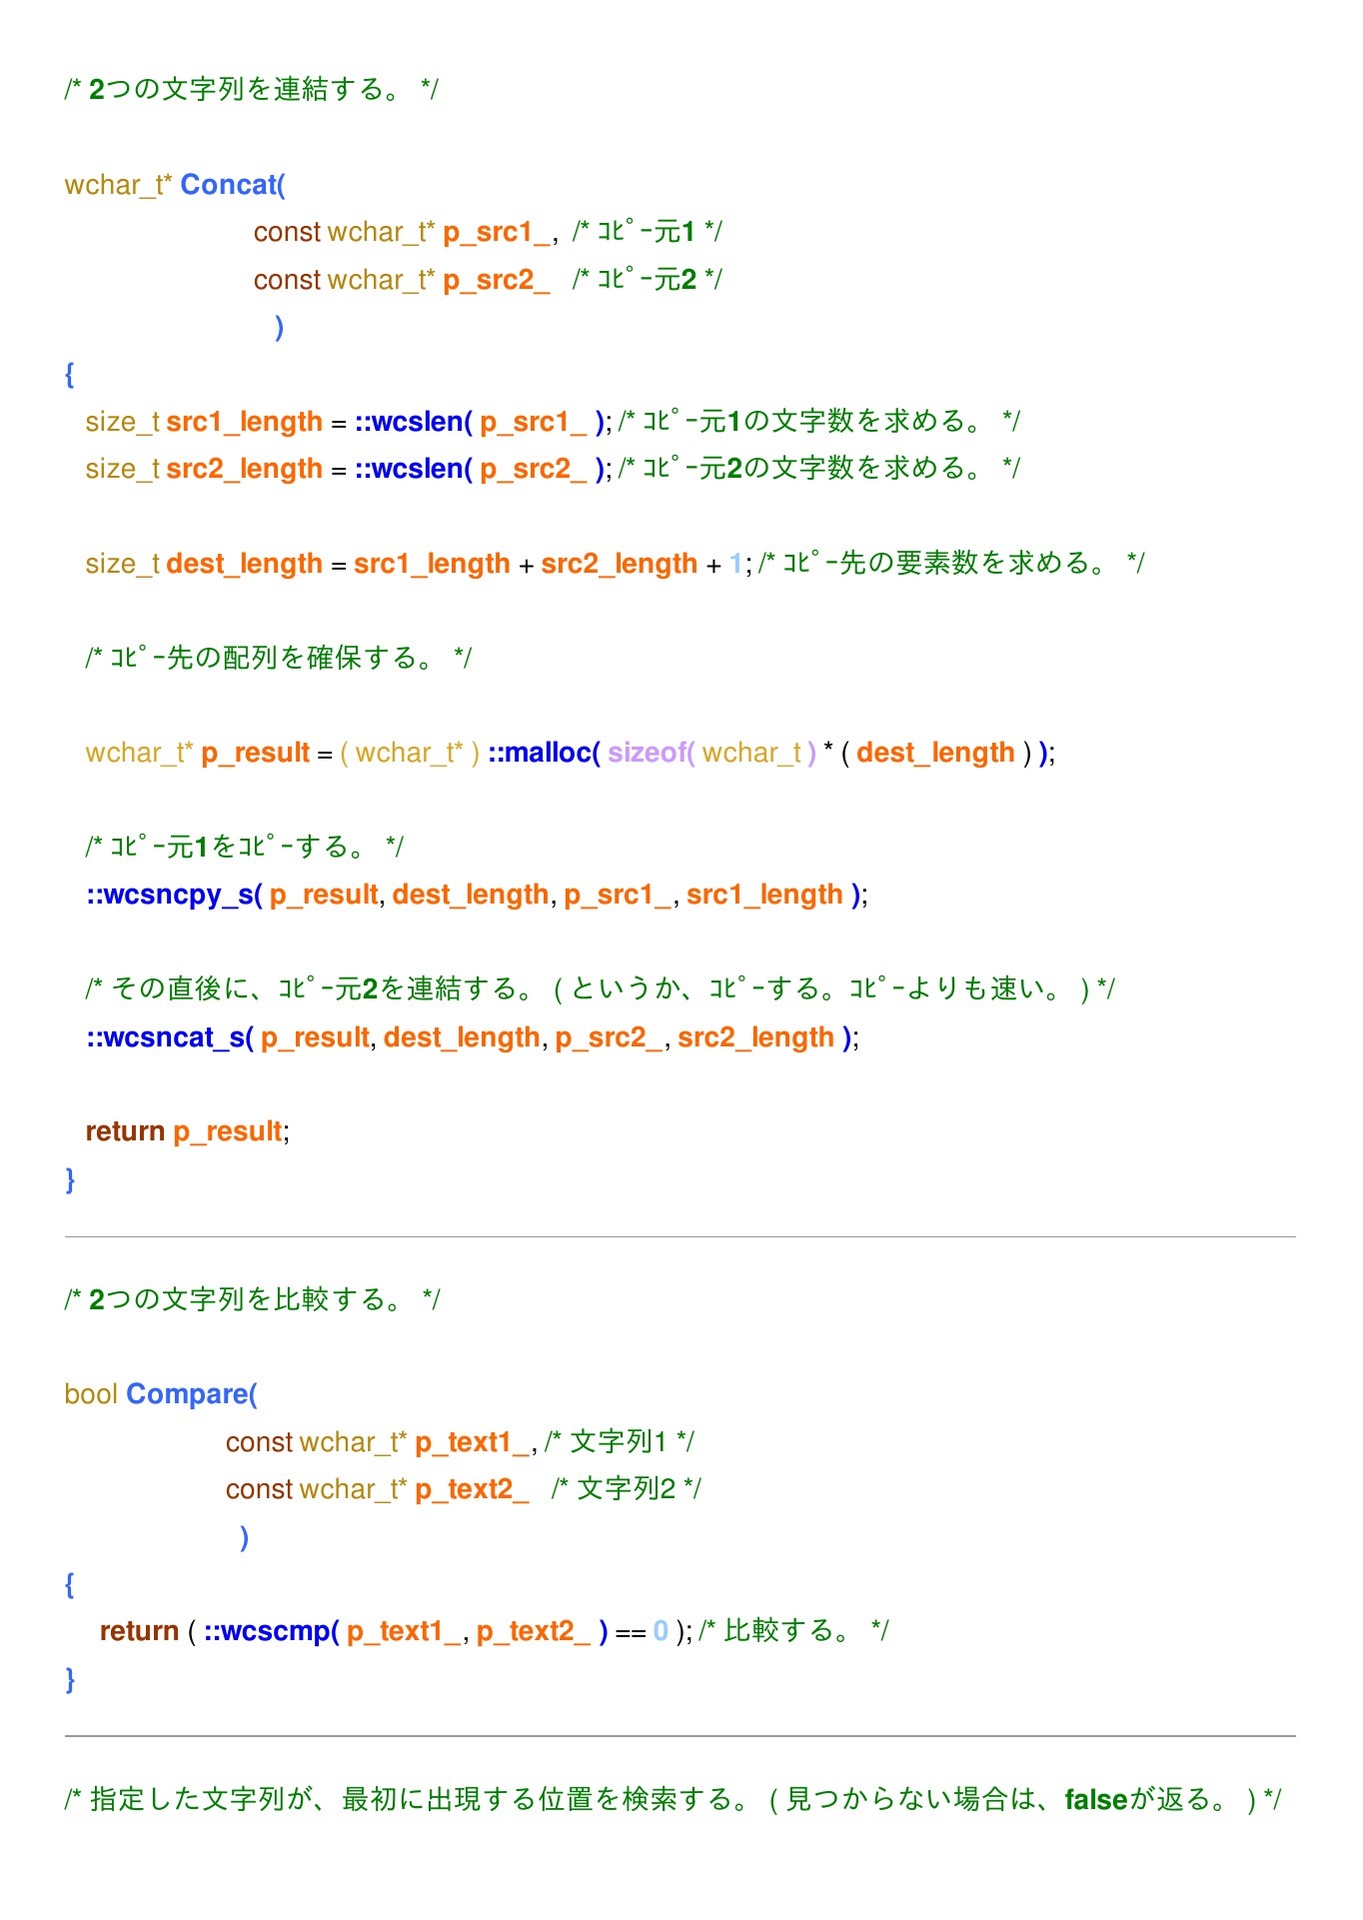 /* 2つの文字列を連結する。 */
wchar_t* Concat(
const wchar_t* p_src1_, /* ｺﾋﾟｰ元1 */
const wchar_t* p_src2_ /* ｺﾋﾟｰ元2 */
)
{
size_t src1_length = ::wcslen( p_src1_ ); /* ｺﾋﾟｰ元1の文字数を求める。 */
size_t src2_length = ::wcslen( p_src2_ ); /* ｺﾋﾟｰ元2の文字数を求める。 */
size_t dest_length = src1_length + src2_length + 1; /* ｺﾋﾟｰ先の要素数を求める。 */
/* ｺﾋﾟｰ先の配列を確保する。 */
wchar_t* p_result = ( wchar_t* ) ::malloc( sizeof( wchar_t ) * ( dest_length ) );
/* ｺﾋﾟｰ元1をｺﾋﾟｰする。 */
::wcsncpy_s( p_result, dest_length, p_src1_, src1_length );
/* その直後に、ｺﾋﾟｰ元2を連結する。 ( というか、ｺﾋﾟｰする。ｺﾋﾟｰよりも速い。 ) */
::wcsncat_s( p_result, dest_length, p_src2_, src2_length );
return p_result;
}
/* 2つの文字列を比較する。 */
bool Compare(
const wchar_t* p_text1_, /* 文字列1 */
const wchar_t* p_text2_ /* 文字列2 */
)
{
return ( ::wcscmp( p_text1_, p_text2_ ) == 0 ); /* 比較する。 */
}
/* 指定した文字列が、最初に出現する位置を検索する。 ( 見つからない場合は、falseが返る。 ) */